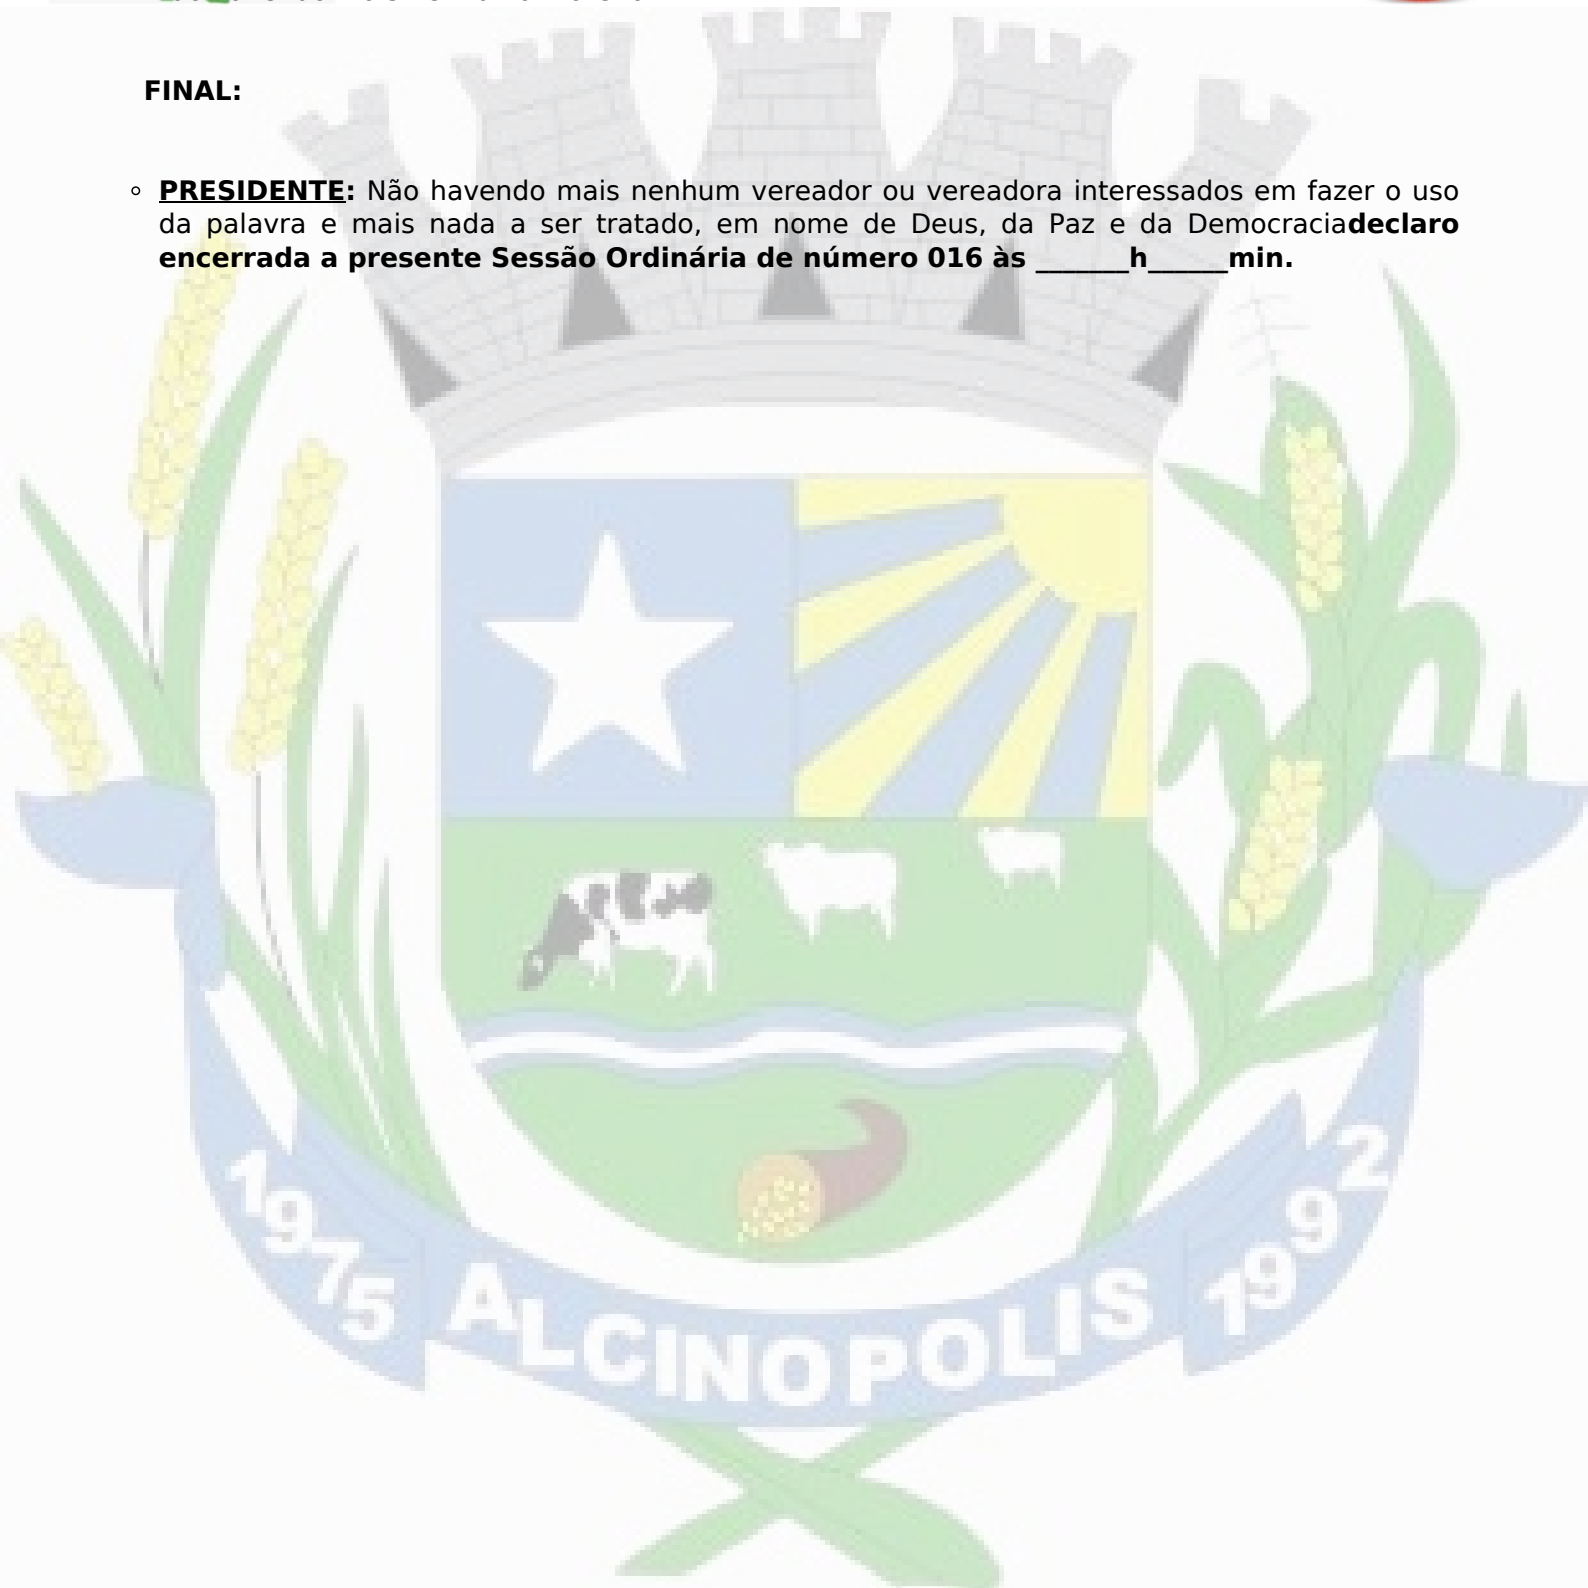 FINAL:
PRESIDENTE: Não havendo mais nenhum vereador ou vereadora interessados em fazer o uso
da palavra e mais nada a ser tratado, em nome de Deus, da Paz e da Democraciadeclaro
encerrada a presente Sessão Ordinária de número 016 às _______h______min.
1975 ALCINOPOLIS 1992